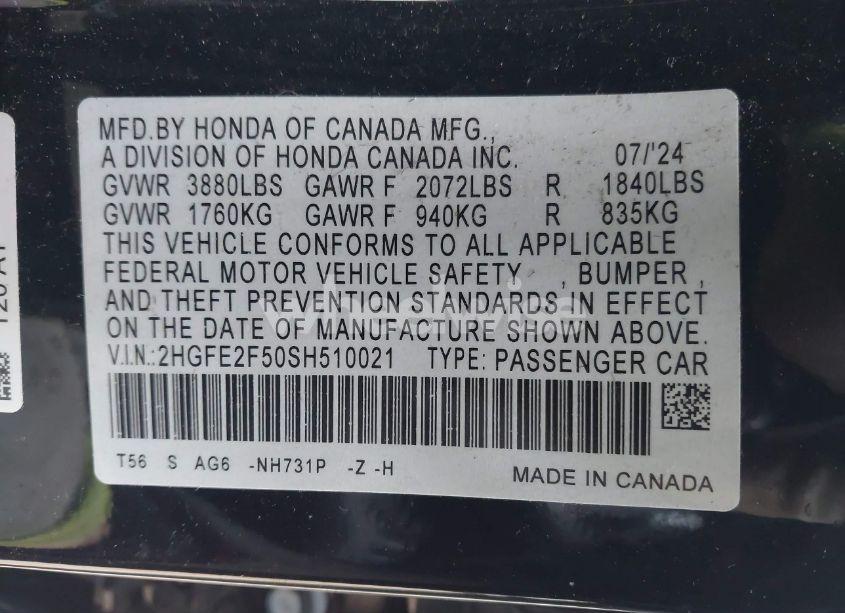 MFD.BY HONDA OF CANADA MFG.,
A DIVISION OF HONDA CANADA INC. 07/'24
GVWR 3880LBS GAWR F 2072LBS R 1840LBS
GVWR 1760KG GAWR F 940KG R 835KG
THIS VEHICLE CONFORMS TO ALL APPLICABLE
FEDERAL MOTOR VEHICLE SAFETY , BUMPER ,
AND THEFT PREVENTION STANDARDS IN EFFECT
ON THE DATE OF MANUFACTURE SHOWN ABOVE.
V.I.N.:2HGFE2F50SH510021 TYPE: PASSENGER CAR
T56 S AG6 -NH731P -Z -H
MADE IN CANADA